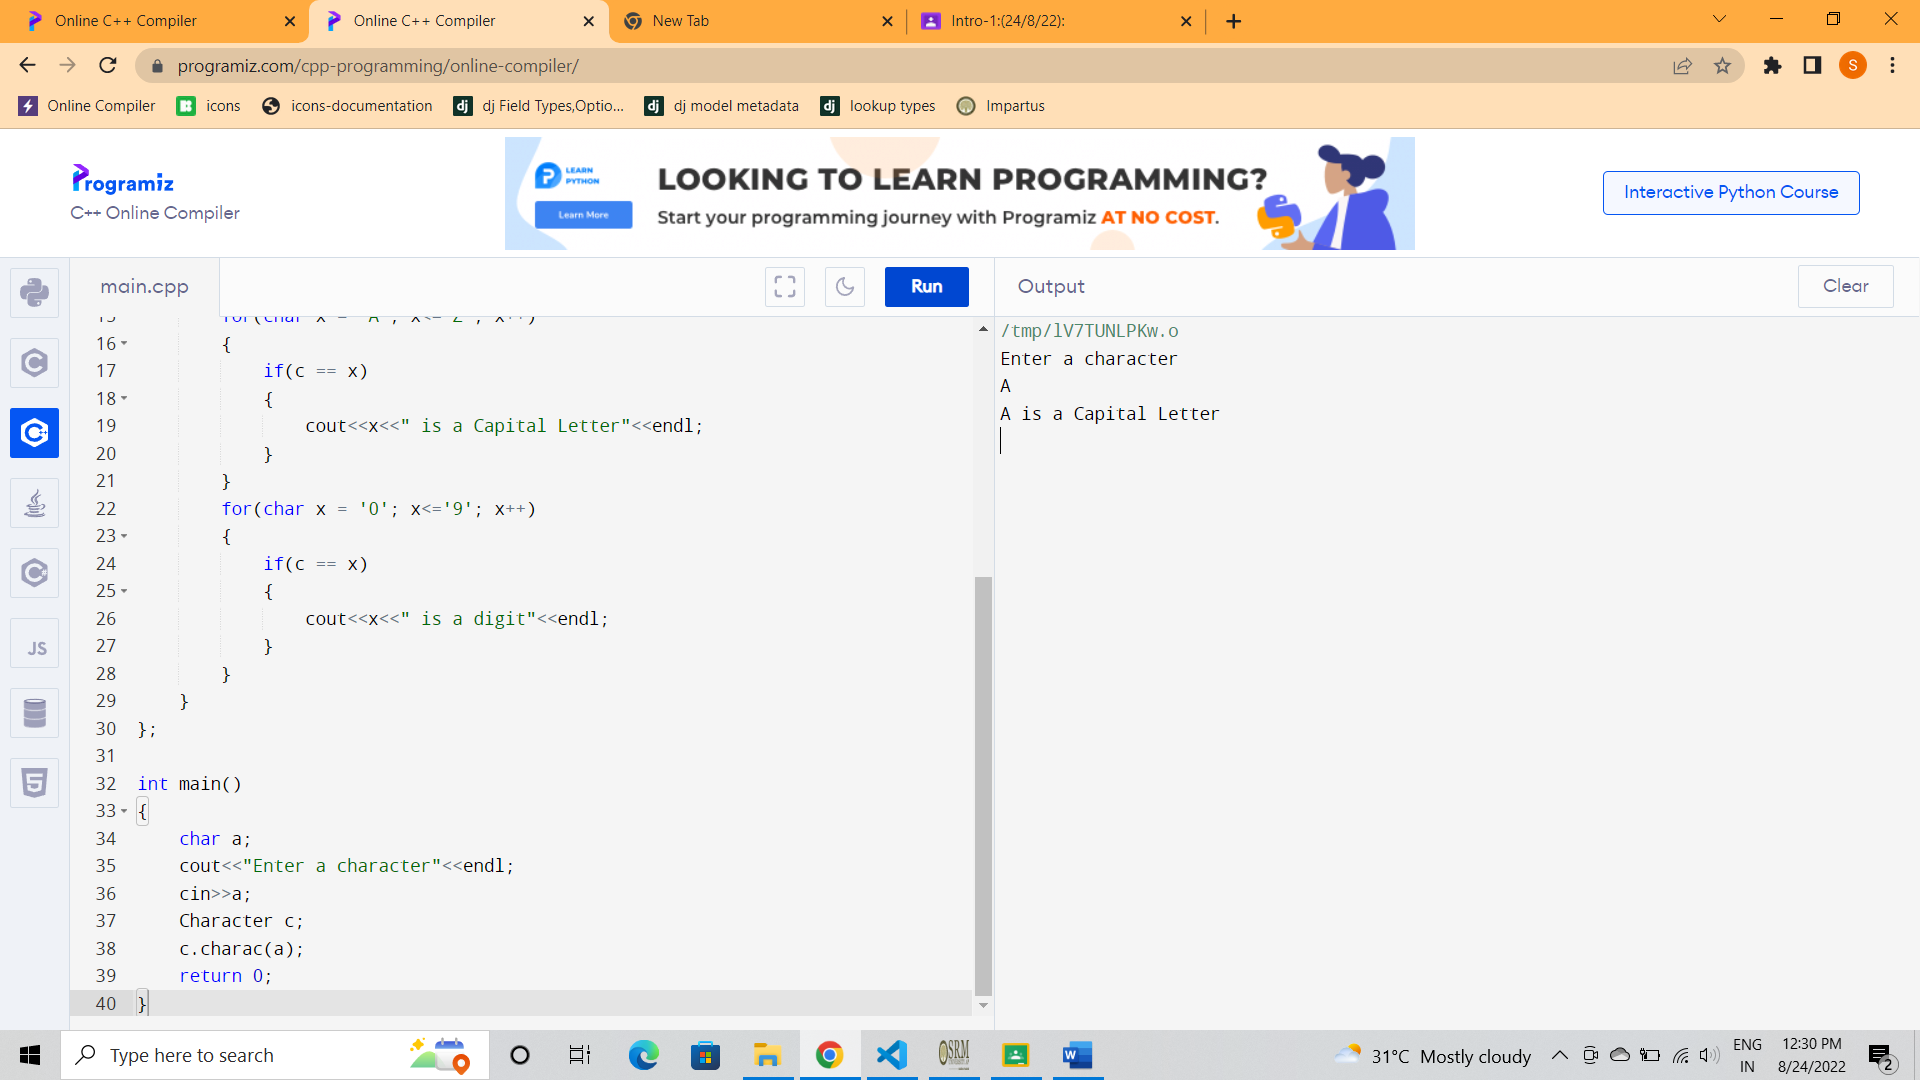 Online C++ Compiler
Online C++ Compiler
New Tab
Intro-1:(24/8/22):
programiz.com/cpp-programming/online-compiler/
S
Online Compiler
icons
icons-documentation
dj Field Types,Optio...
dj model metadata
lookup types
Impartus
Programiz
C++ Online Compiler
LEARN PYTHON
Learn More
LOOKING TO LEARN PROGRAMMING?
Start your programming journey with Programiz AT NO COST.
Interactive Python Course
main.cpp
Run
Output
Clear
15 for(char x = 'A'; x<='Z'; x++)
16 {
17 if(c == x)
18 {
19 cout<<x<<" is a Capital Letter"<<endl;
20 }
21 }
22 for(char x = '0'; x<='9'; x++)
23 {
24 if(c == x)
25 {
26 cout<<x<<" is a digit"<<endl;
27 }
28 }
29 }
30 };
31
32 int main()
33 {
34 char a;
35 cout<<"Enter a character"<<endl;
36 cin>>a;
37 Character c;
38 c.charac(a);
39 return 0;
40 }
/tmp/lV7TUNLPKw.o
Enter a character
A
A is a Capital Letter
JS
Type here to search
SRM
31°C Mostly cloudy
ENG
IN
12:30 PM
8/24/2022
2